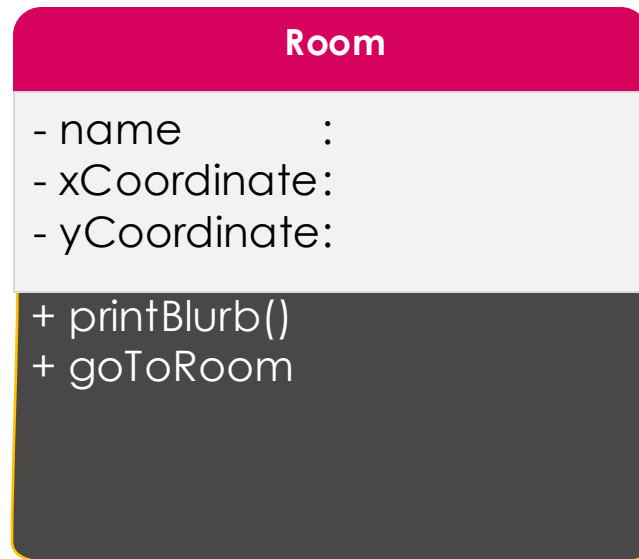 Room
- name :
- xCoordinate:
- yCoordinate:
+ printBlurb()
+ goToRoom